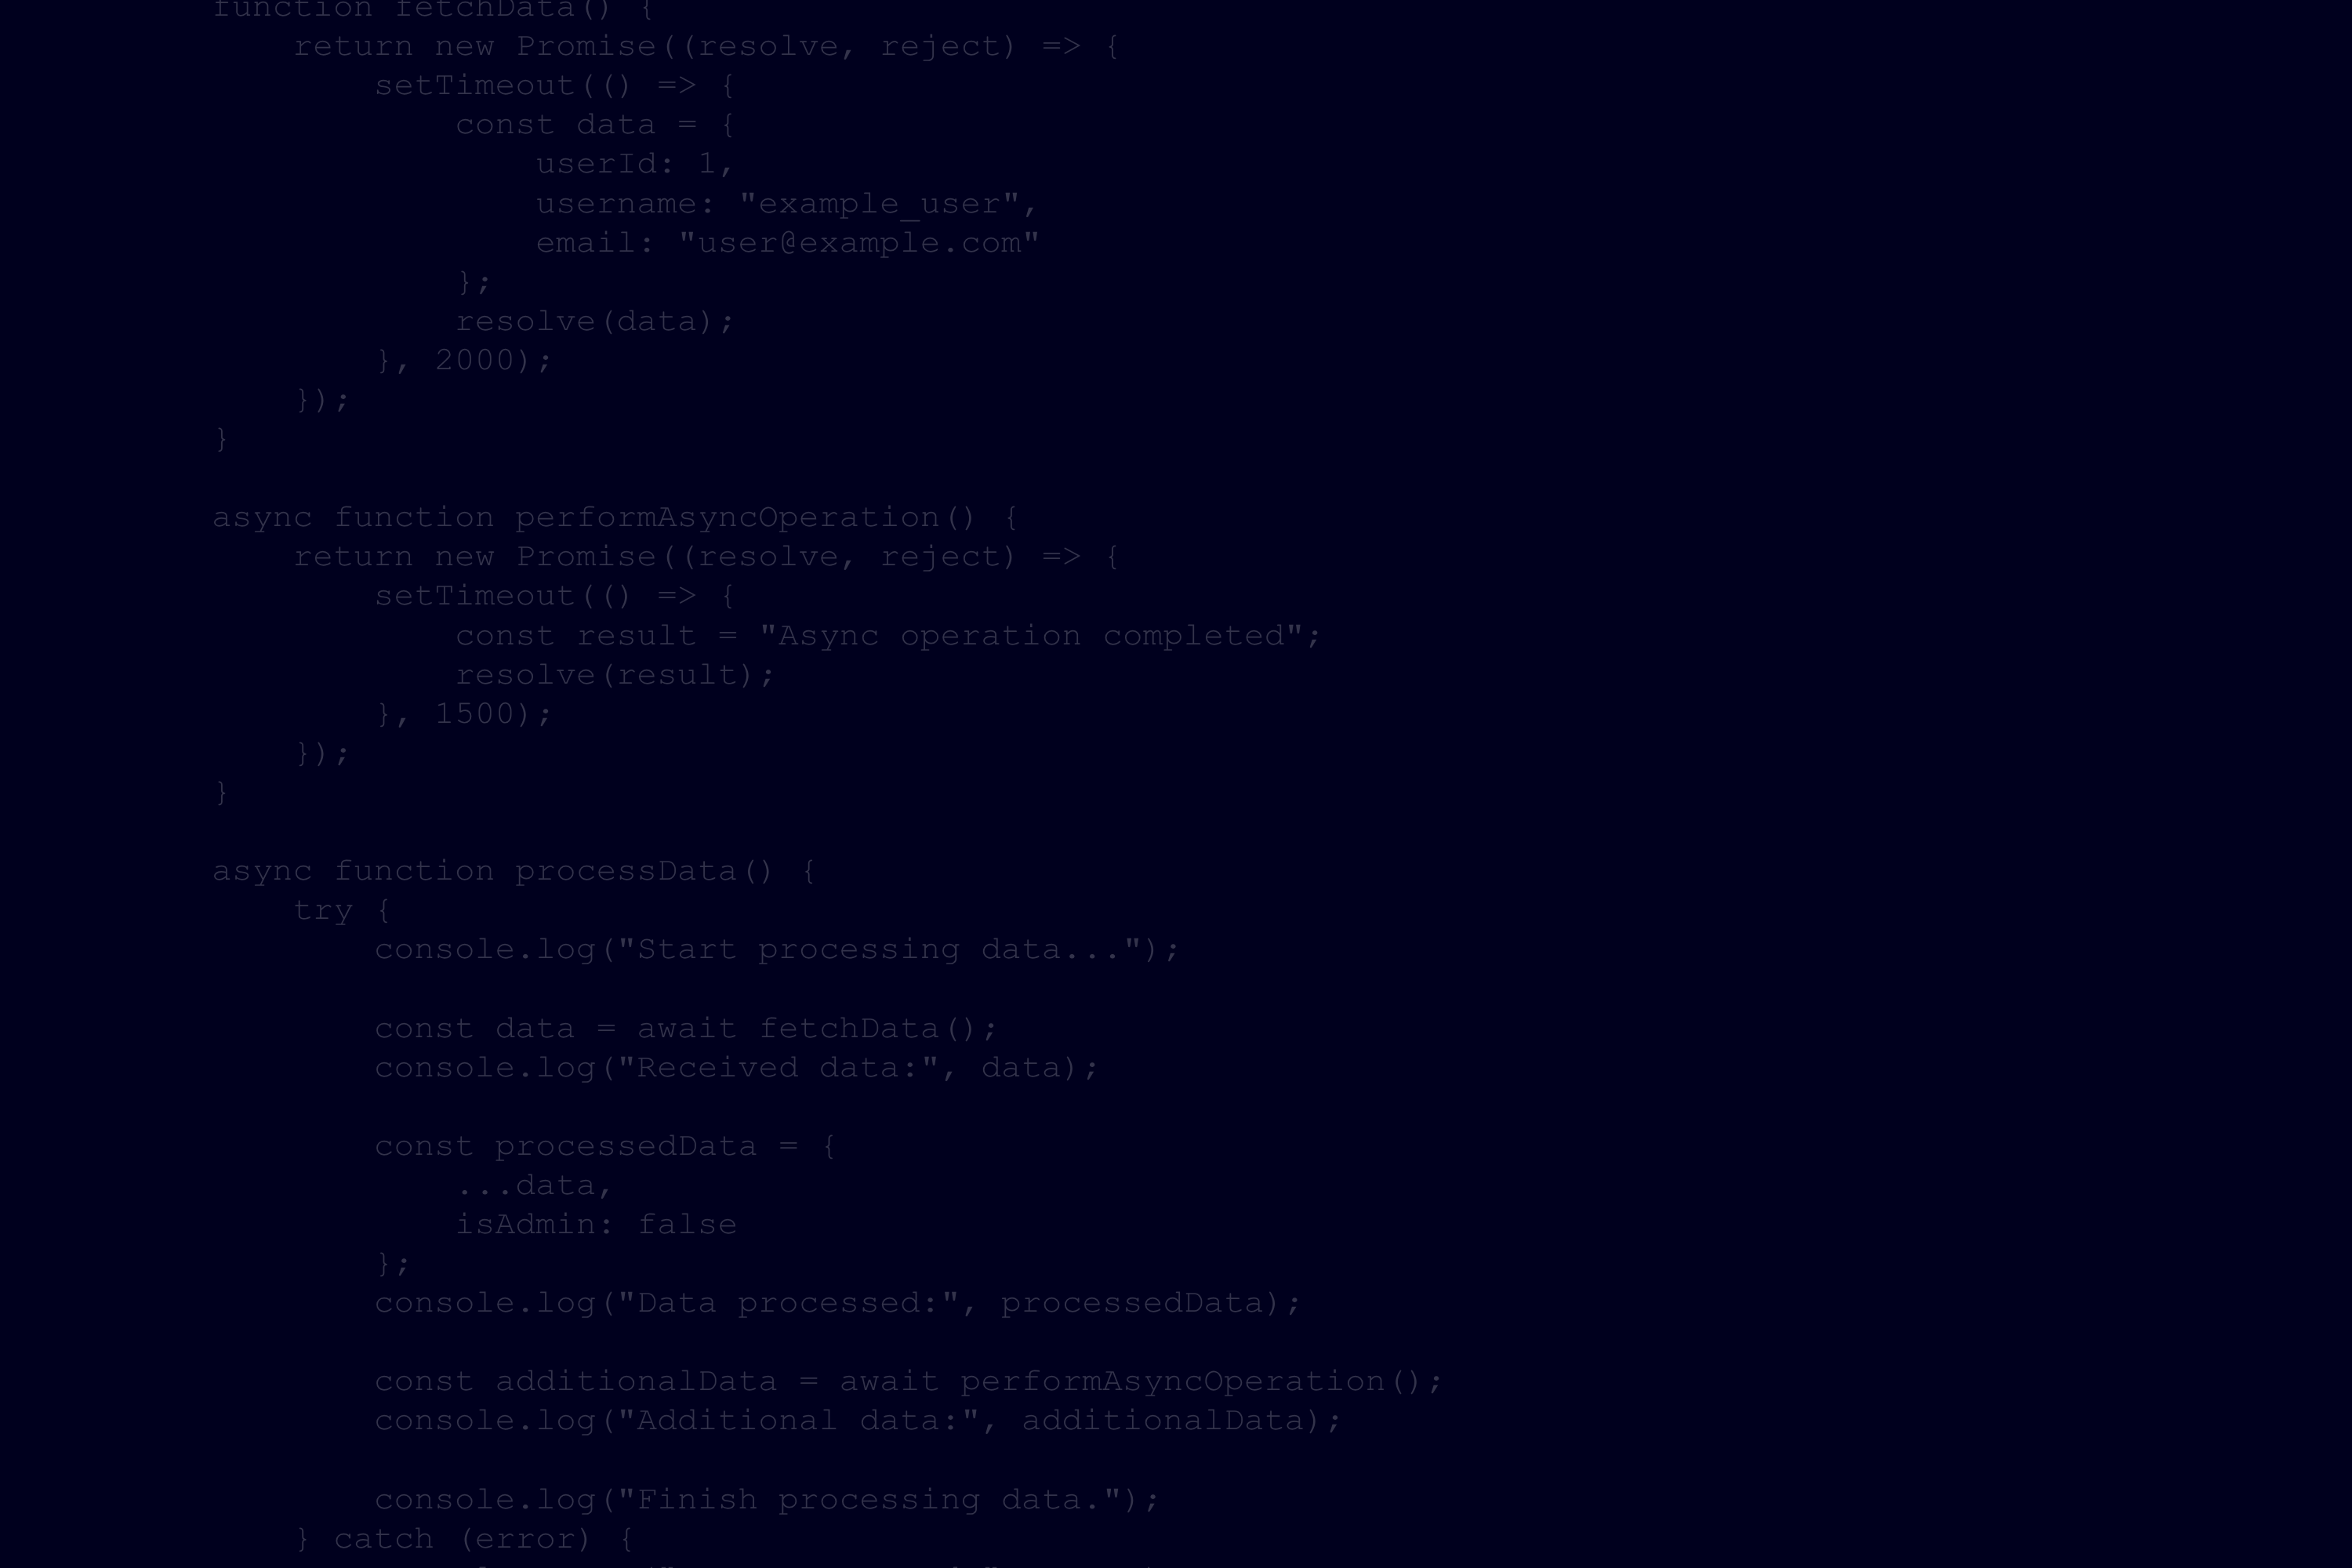 function fetchData() {
    return new Promise((resolve, reject) => {
        setTimeout(() => {
            const data = {
                userId: 1,
                username: "example_user",
                email: "user@example.com"
            };
            resolve(data);
        }, 2000);
    });
}

async function performAsyncOperation() {
    return new Promise((resolve, reject) => {
        setTimeout(() => {
            const result = "Async operation completed";
            resolve(result);
        }, 1500);
    });
}

async function processData() {
    try {
        console.log("Start processing data...");

        const data = await fetchData();
        console.log("Received data:", data);

        const processedData = {
            ...data,
            isAdmin: false
        };
        console.log("Data processed:", processedData);

        const additionalData = await performAsyncOperation();
        console.log("Additional data:", additionalData);

        console.log("Finish processing data.");
    } catch (error) {